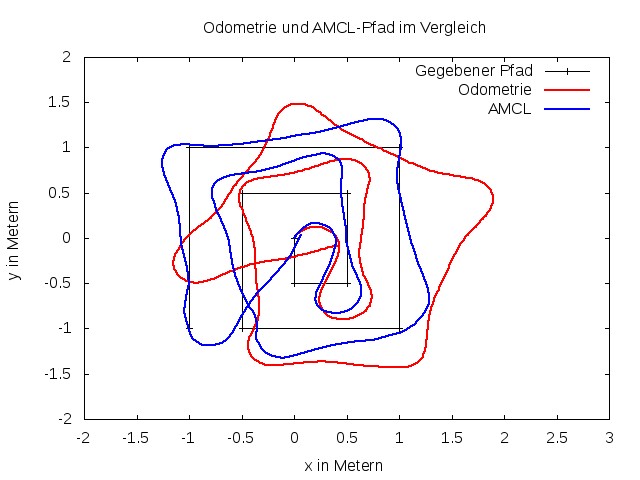 Odometrie und AMCL-Pfad im Vergleich
Gegebener Pfad
Odometrie
AMCL
2
1.5
1
0.5
0
-0.5
-1
-1.5
-2
y in Metern
-2 -1.5 -1 -0.5 0 0.5 1 1.5 2 2.5 3
x in Metern